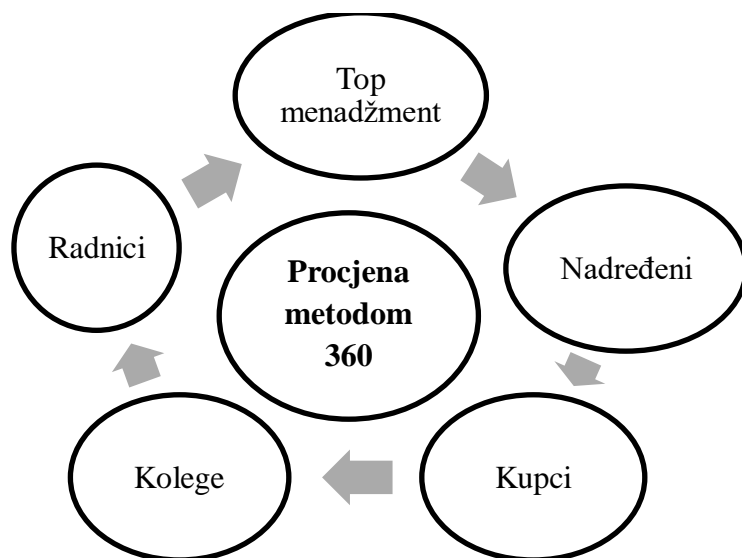 Top
menadžment
Radnici
Nadređeni
Procjena
metodom
360
Kolege
Kupci